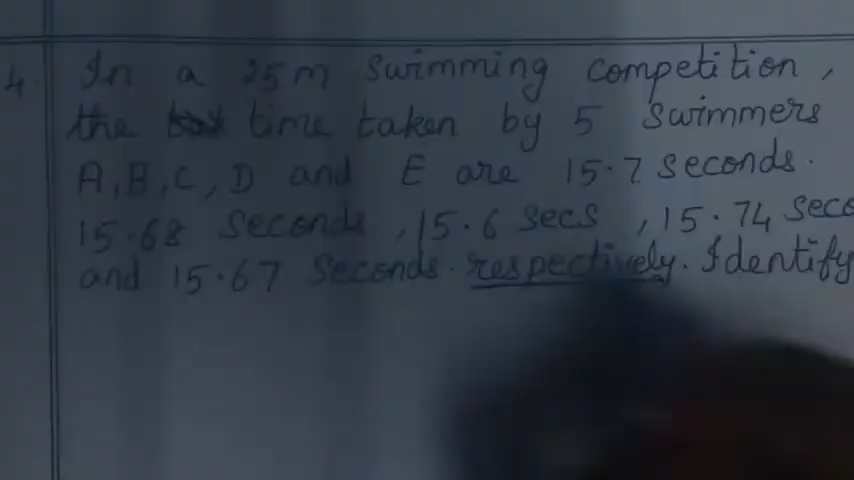 4. In a 25m swimming competition,
the time taken by 5 swimmers
A, B, C, D and E are 15.7 seconds.
15.68 seconds, 15.6 secs, 15.74 secs
and 15.67 seconds. respectively. Identify